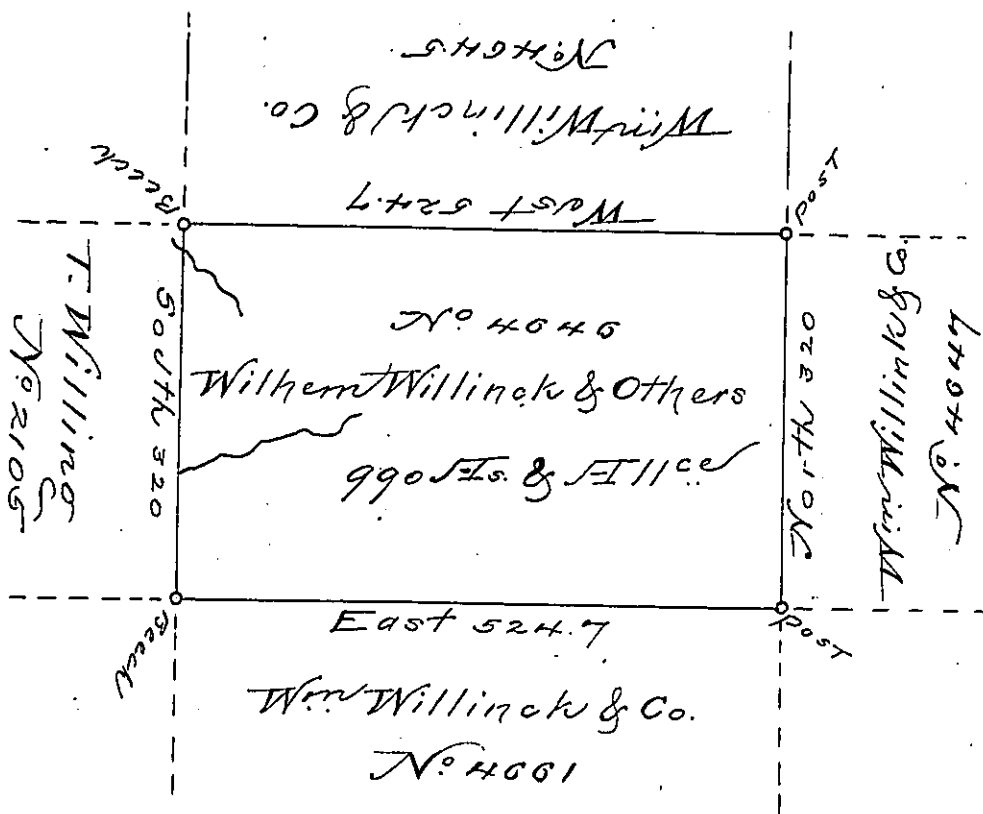 No. 4645
Wm Willinck & Co.
Beech
Post
West 524.7
T. Willing
No. 2105
South 320
No 4646
Wilhem Willinck & Others
990 As. & Allce
North 320
Wm Willink & Co.
No. 4647
Beech
Post
East 524.7
Wm Willinck & Co.
No. 4661